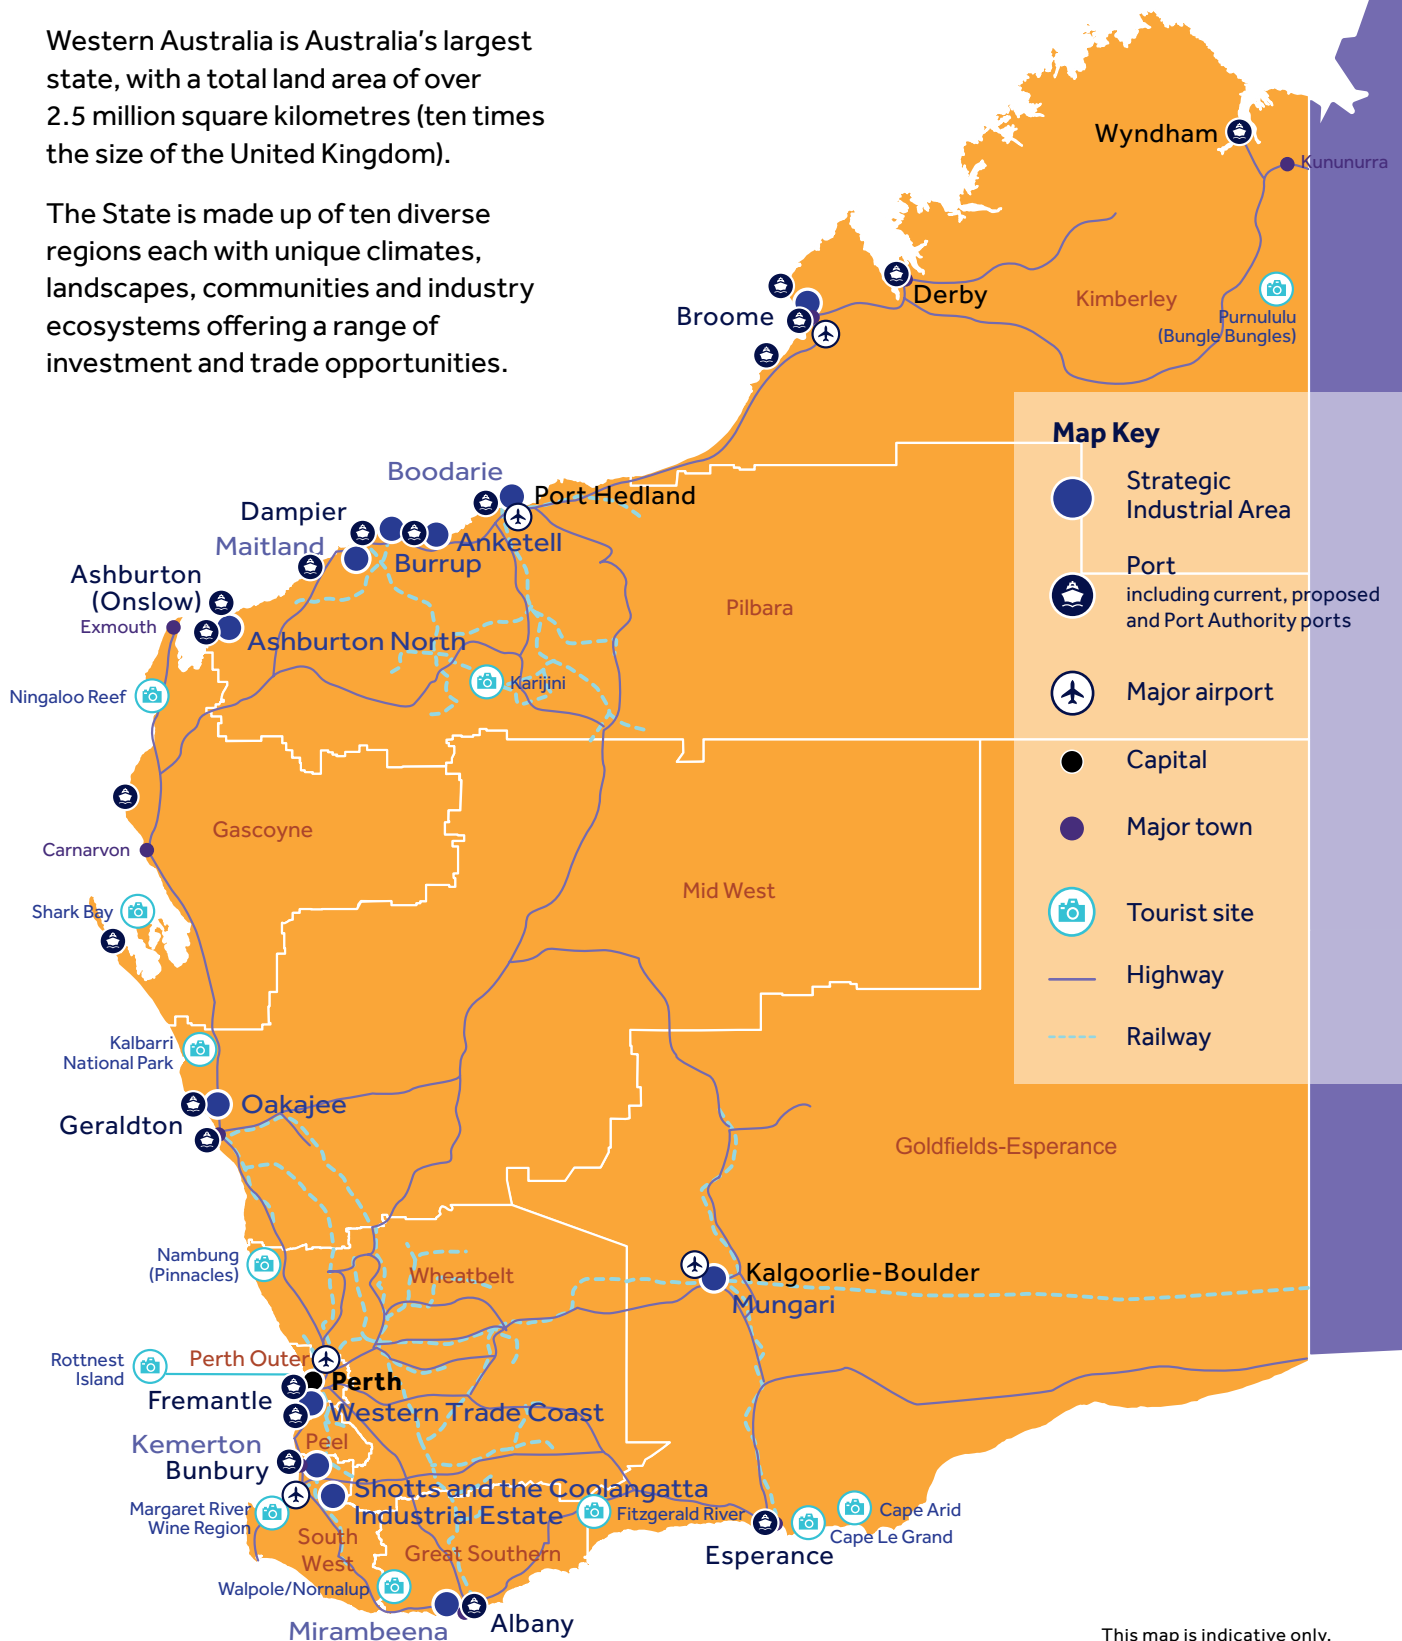 Western Australia is Australia's largest
state, with a total land area of over
2.5 million square kilometres (ten times
the size of the United Kingdom).
The State is made up of ten diverse
regions each with unique climates,
landscapes, communities and industry
ecosystems offering a range of
investment and trade opportunities.
Wyndham
Kununurra
Derby
Kimberley
Broome
Purnululu
(Bungle Bungles)
Map Key
Strategic
Industrial Area
Port
including current, proposed
and Port Authority ports
Major airport
Capital
Major town
Tourist site
Highway
Railway
Boodarie
Port Hedland
Dampier
Maitland
Anketell
Burrup
Ashburton
(Onslow)
Exmouth
Ashburton North
Pilbara
Ningaloo Reef
Karijini
Gascoyne
Carnarvon
Mid West
Shark Bay
Kalbarri
National Park
Oakajee
Geraldton
Goldfields-Esperance
Nambung
(Pinnacles)
Wheatbelt
Kalgoorlie-Boulder
Mungari
Rottnest
Island
Perth Outer
Perth
Fremantle
Western Trade Coast
Kemerton
Peel
Bunbury
Shotts and the Coolangatta
Industrial Estate
Margaret River
Wine Region
Fitzgerald River
Cape Arid
Cape Le Grand
South
West
Great Southern
Esperance
Walpole/Nornalup
Mirambeena
Albany
This map is indicative only.